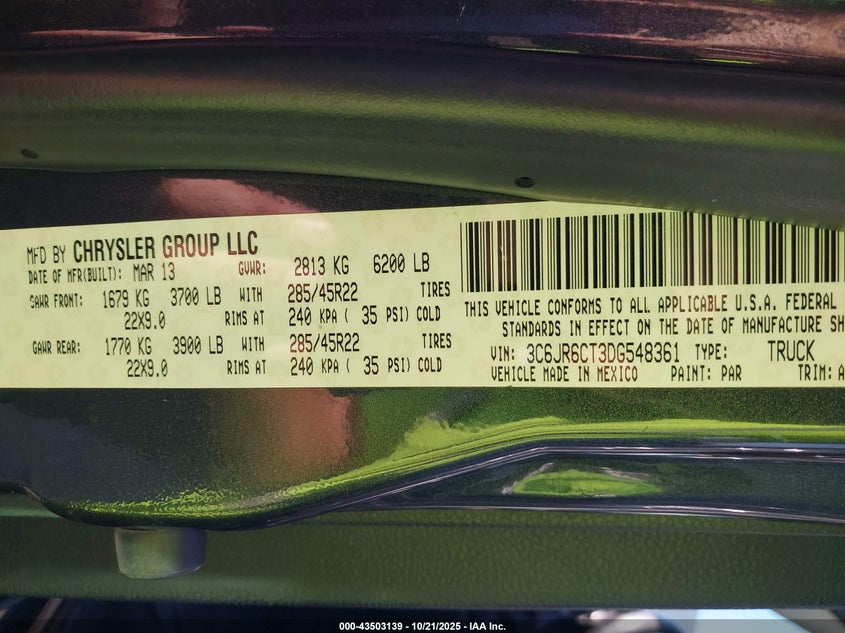 MFD BY CHRYSLER GROUP LLC
DATE OF MFR(BUILT): MAR 13 GVWR: 2813 KG 6200 LB
GAWR FRONT: 1679 KG 3700 LB WITH 285/45R22 TIRES
22X9.0 RIMS AT 240 KPA ( 35 PSI) COLD
GAWR REAR: 1770 KG 3900 LB WITH 285/45R22 TIRES
22X9.0 RIMS AT 240 KPA ( 35 PSI) COLD
THIS VEHICLE CONFORMS TO ALL APPLICABLE U.S.A. FEDERAL
STANDARDS IN EFFECT ON THE DATE OF MANUFACTURE SH
VIN: 3C6JR6CT3DG548361 TYPE: TRUCK
VEHICLE MADE IN MEXICO PAINT: PAR TRIM: A
000-43503139 - 10/21/2025 - IAA Inc.